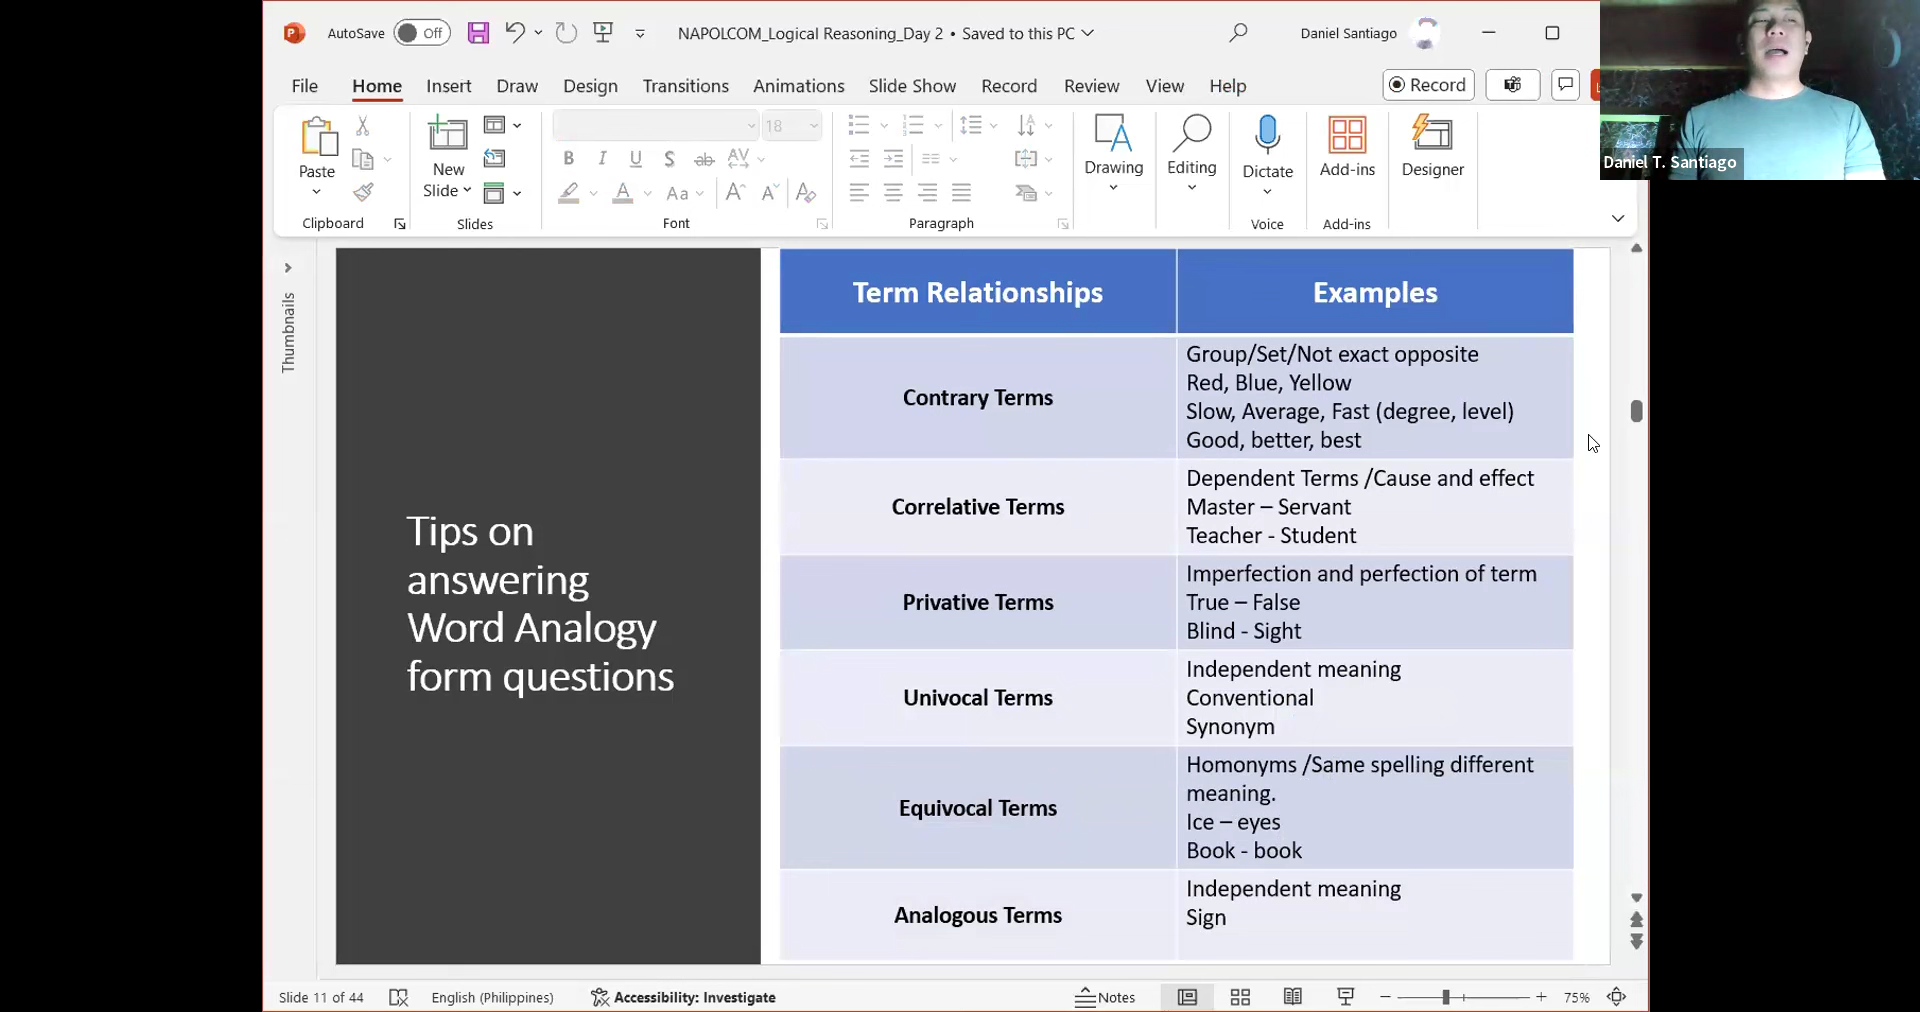 AutoSave Off NAPOLCOM_Logical Reasoning_Day 2 • Saved to this PC Daniel Santiago
File Home Insert Draw Design Transitions Animations Slide Show Record Review View Help Record
Paste
New
Slide
18
B I U S ab AV
A Aa A A A
Drawing
Editing
Dictate
Add-ins
Designer
Clipboard Slides Font Paragraph Voice Add-ins
Daniel T. Santiago
Thumbnails
Tips on
answering
Word Analogy
form questions
Term Relationships Examples
Contrary Terms
Group/Set/Not exact opposite
Red, Blue, Yellow
Slow, Average, Fast (degree, level)
Good, better, best
Correlative Terms
Dependent Terms /Cause and effect
Master – Servant
Teacher - Student
Privative Terms
Imperfection and perfection of term
True – False
Blind - Sight
Univocal Terms
Independent meaning
Conventional
Synonym
Equivocal Terms
Homonyms /Same spelling different
meaning.
Ice – eyes
Book - book
Analogous Terms
Independent meaning
Sign
Slide 11 of 44 English (Philippines) Accessibility: Investigate Notes 75%